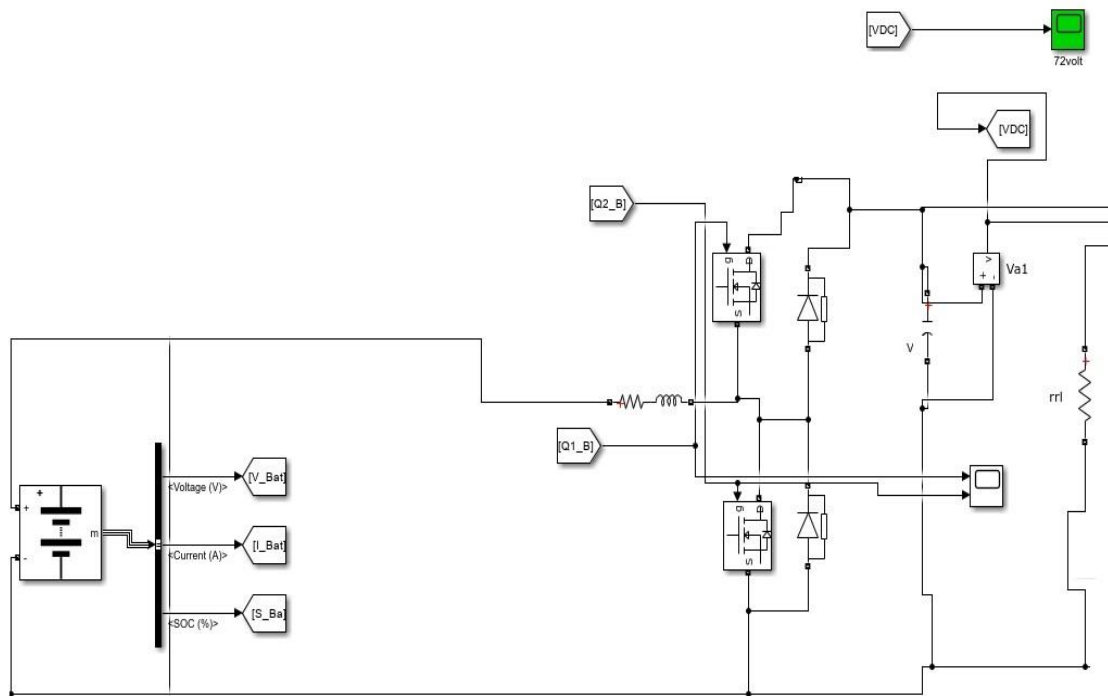 [VDC]
72volt
[VDC]
[Q2_B]
g
D
S
v
+
-
Va1
V
rrl
[Q1_B]
[V_Bat]
<Voltage (V)>
+
+
m
-
[I_Bat]
<Current (A)>
[S_Ba]
<SOC (%)>
g
D
S